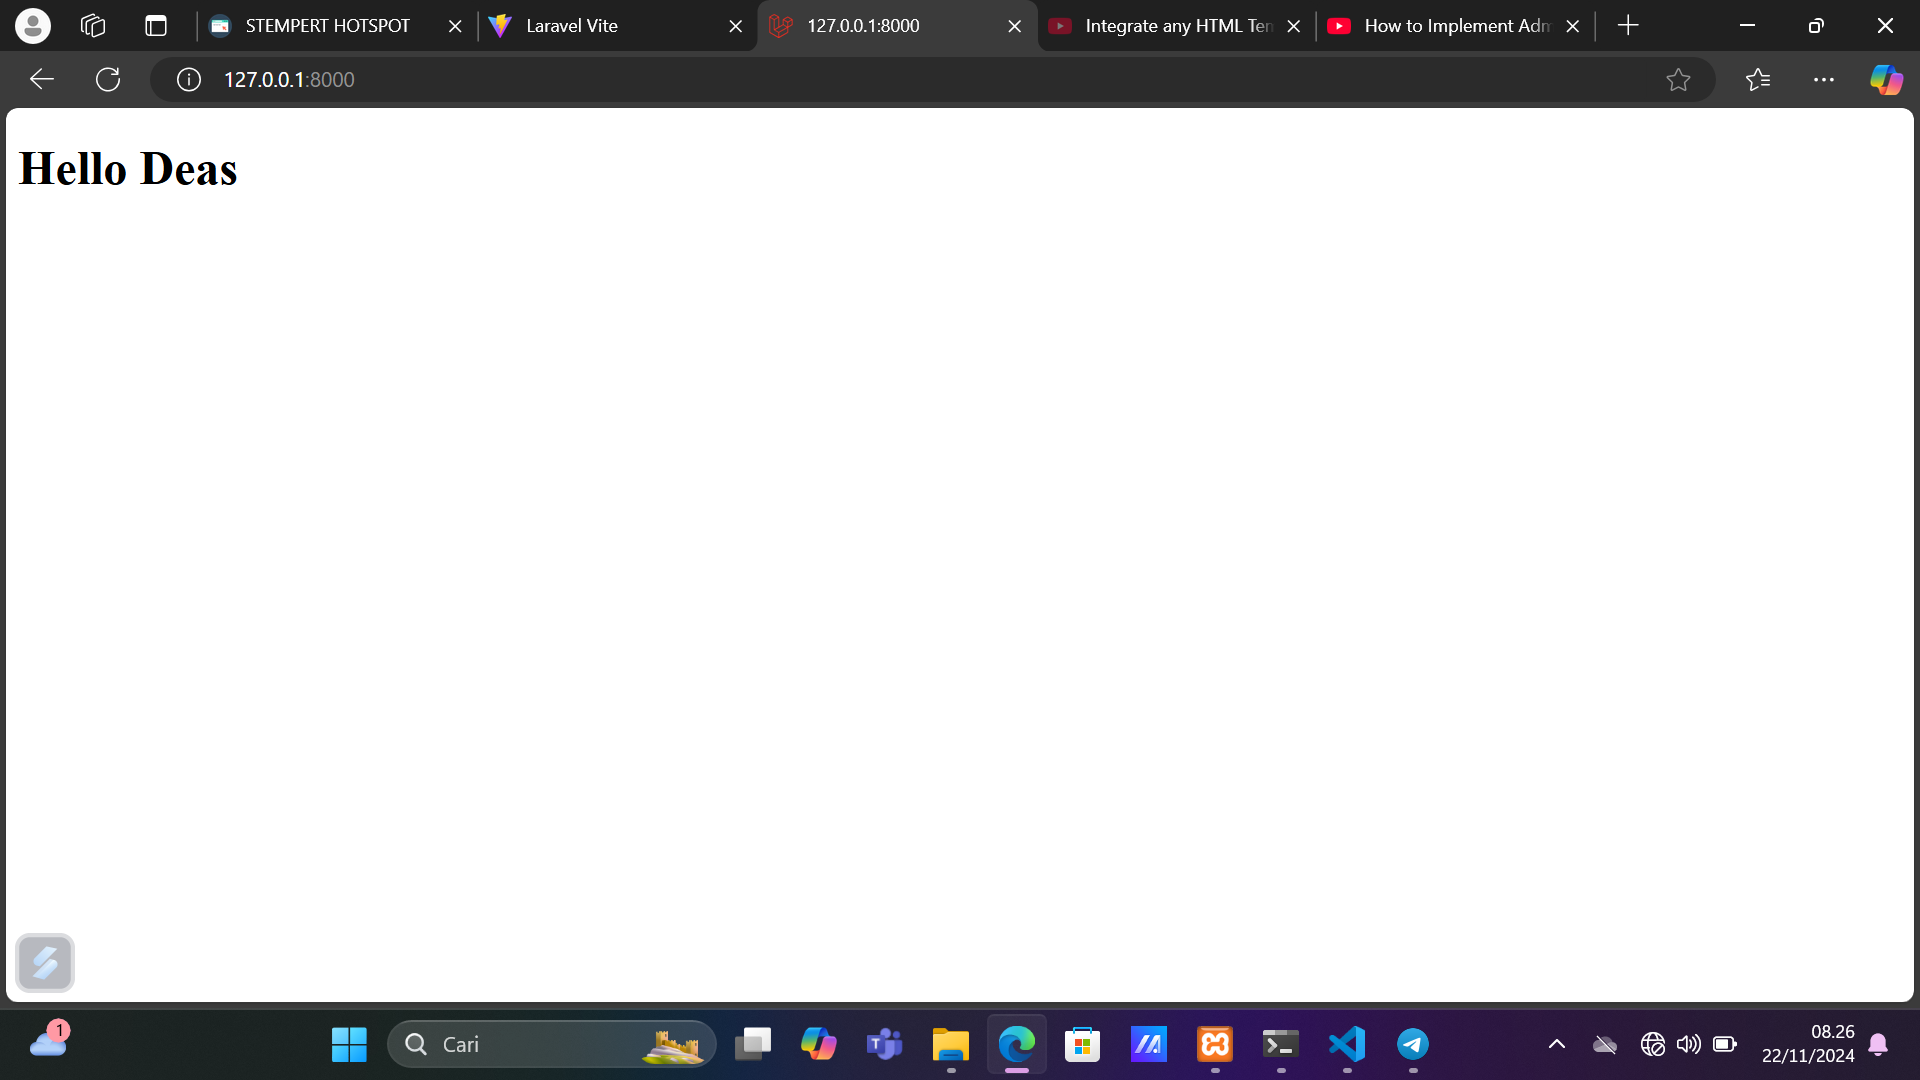 STEMPERT HOTSPOT
Laravel Vite
127.0.0.1:8000
Integrate any HTML Ten
How to Implement Adm
127.0.0.1:8000
Hello Deas
1
Cari
T
08.26
22/11/2024